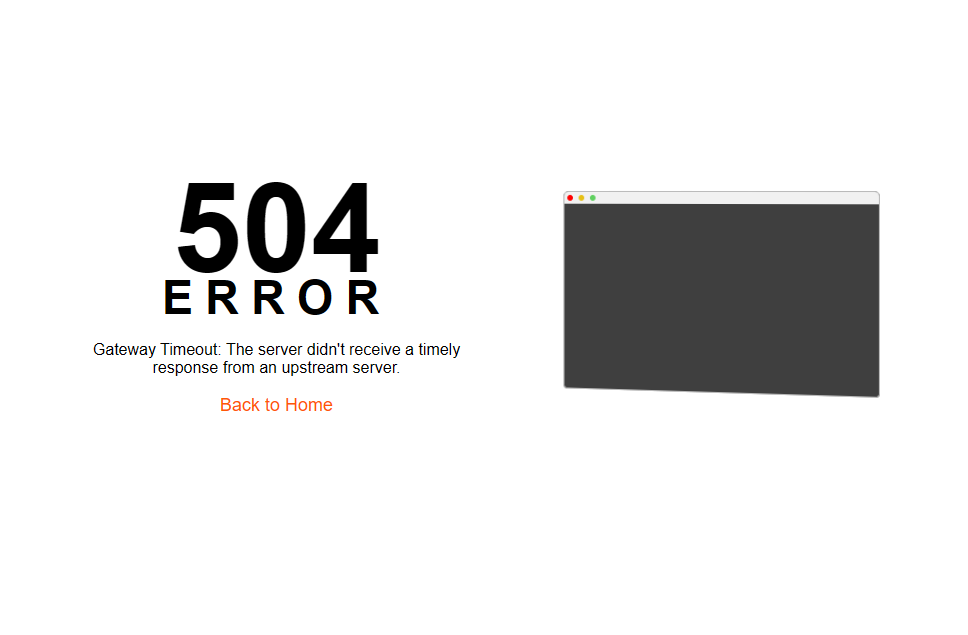 504
ERROR
Gateway Timeout: The server didn't receive a timely
response from an upstream server.
Back to Home